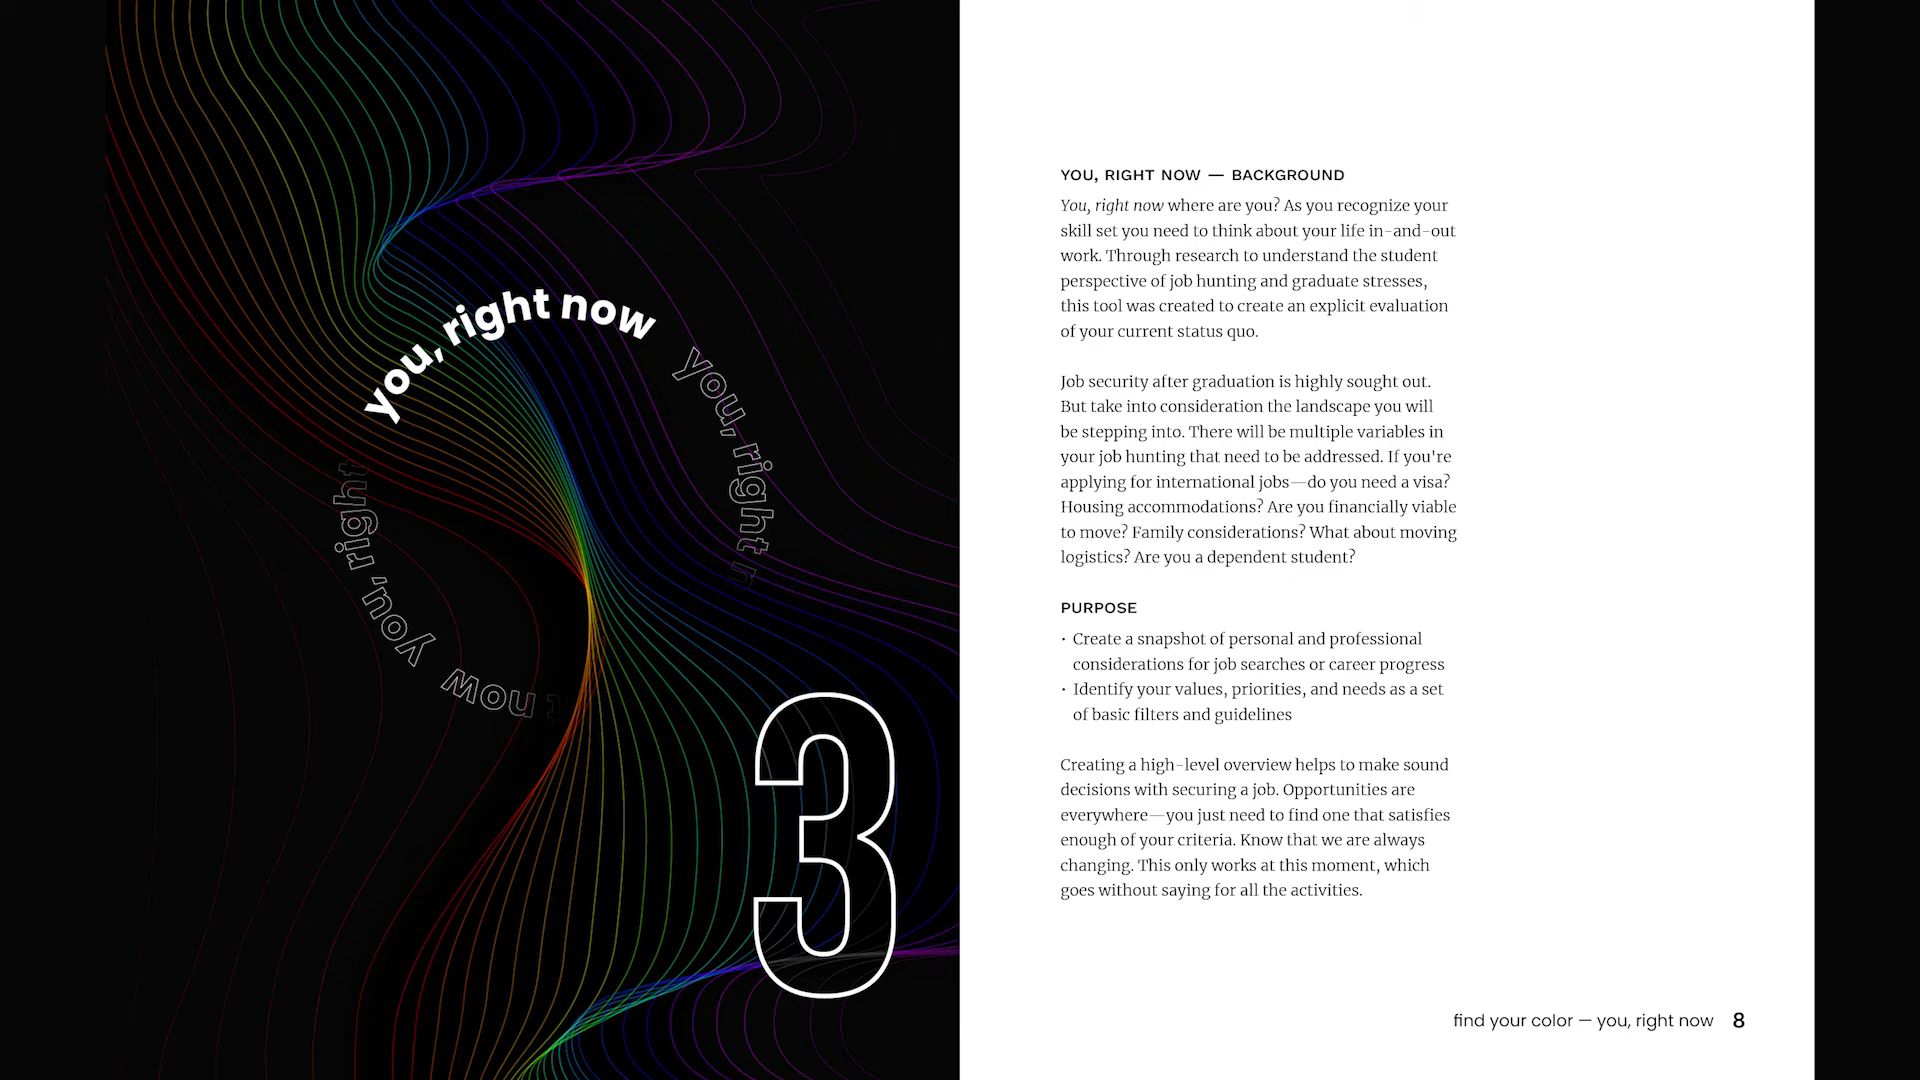 you, right now
you, right n
you, right
t now
3
YOU, RIGHT NOW — BACKGROUND
You, right now where are you? As you recognize your
skill set you need to think about your life in-and-out
work. Through research to understand the student
perspective of job hunting and graduate stresses,
this tool was created to create an explicit evaluation
of your current status quo.
Job security after graduation is highly sought out.
But take into consideration the landscape you will
be stepping into. There will be multiple variables in
your job hunting that need to be addressed. If you're
applying for international jobs—do you need a visa?
Housing accommodations? Are you financially viable
to move? Family considerations? What about moving
logistics? Are you a dependent student?
PURPOSE
· Create a snapshot of personal and professional
considerations for job searches or career progress
· Identify your values, priorities, and needs as a set
of basic filters and guidelines
Creating a high-level overview helps to make sound
decisions with securing a job. Opportunities are
everywhere—you just need to find one that satisfies
enough of your criteria. Know that we are always
changing. This only works at this moment, which
goes without saying for all the activities.
find your color — you, right now 8